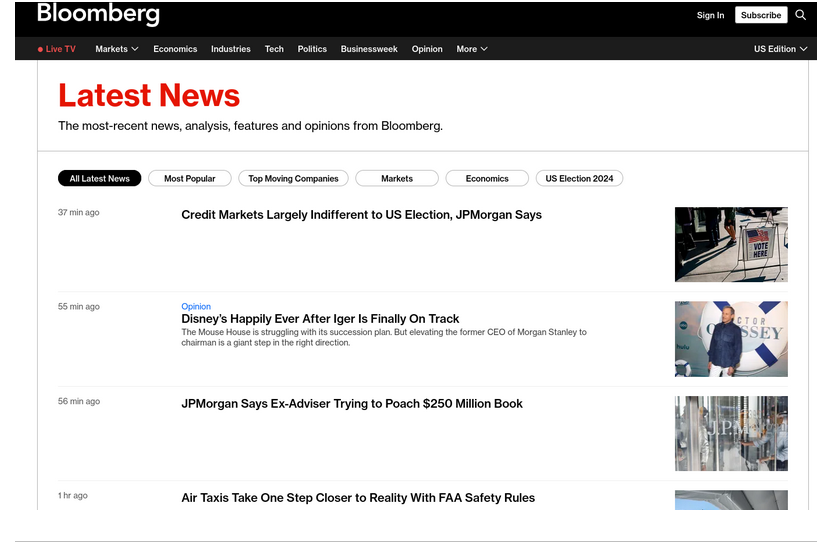 Bloomberg
Sign In
Subscribe
Live TV
Markets
Economics
Industries
Tech
Politics
Businessweek
Opinion
More
US Edition
Latest News
The most-recent news, analysis, features and opinions from Bloomberg.
All Latest News
Most Popular
Top Moving Companies
Markets
Economics
US Election 2024
37 min ago
Credit Markets Largely Indifferent to US Election, JPMorgan Says
VOTE
HERE
55 min ago
Opinion
Disney’s Happily Ever After Iger Is Finally On Track
The Mouse House is struggling with its succession plan. But elevating the former CEO of Morgan Stanley to
chairman is a giant step in the right direction.
56 min ago
JPMorgan Says Ex-Adviser Trying to Poach $250 Million Book
1 hr ago
Air Taxis Take One Step Closer to Reality With FAA Safety Rules